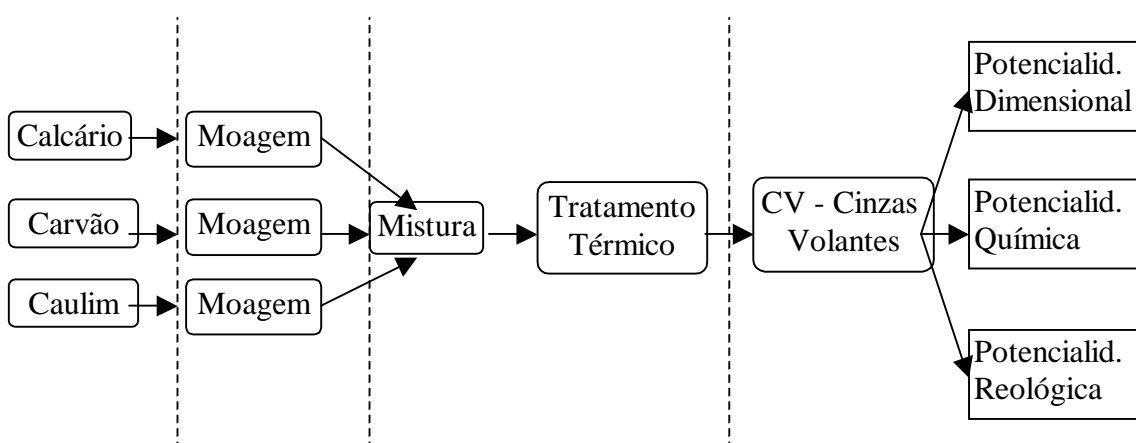 Calcário
Moagem
Carvão
Moagem
Caulim
Moagem
Mistura
Tratamento
Térmico
CV - Cinzas
Volantes
Potencialid.
Dimensional
Potencialid.
Química
Potencialid.
Reológica